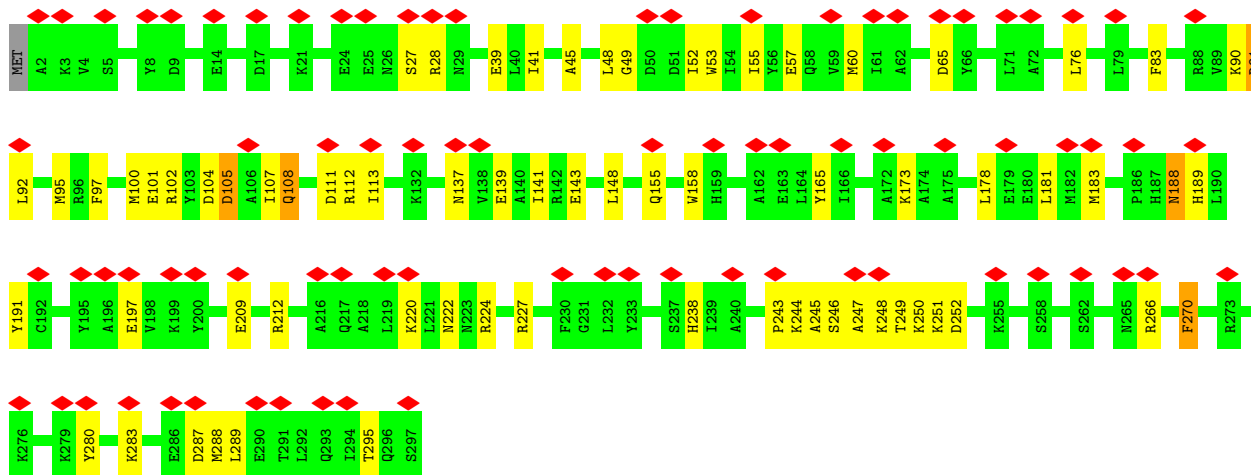 MET A2 K3 V4 S5 Y8 D9 E14 D17 K21 E24 E25 N26 S27 R28 N29 E39 L40 I41 A45 L48 G49 D50 D51 I52 W53 I54 I55 Y56 E57 Q58 V59 M60 I61 A62 D65 Y66 L71 A72 L76 L79 F83 R88 V89 K90
L92 M95 R96 F97 M100 E101 R102 Y103 D104 D105 A106 I107 Q108 D111 R112 I113 K132 N137 V138 E139 A140 I141 R142 E143 L148 Q155 W158 H159 A162 E163 L164 Y165 I166 A172 K173 A174 A175 L178 E179 E180 L181 M182 M183 P186 H187 N188 H189 L190
Y191 C192 Y195 A196 E197 V198 K199 Y200 E209 R212 A216 Q217 A218 L219 K220 L221 N222 N223 R224 R227 F230 G231 L232 Y233 S237 H238 I239 A240 P243 K244 A245 S246 A247 K248 T249 K250 K251 D252 K255 S258 S262 N265 R266 F270 R273
K276 K279 Y280 K283 E286 D287 M288 L289 E290 T291 L292 Q293 I294 T295 Q296 S297